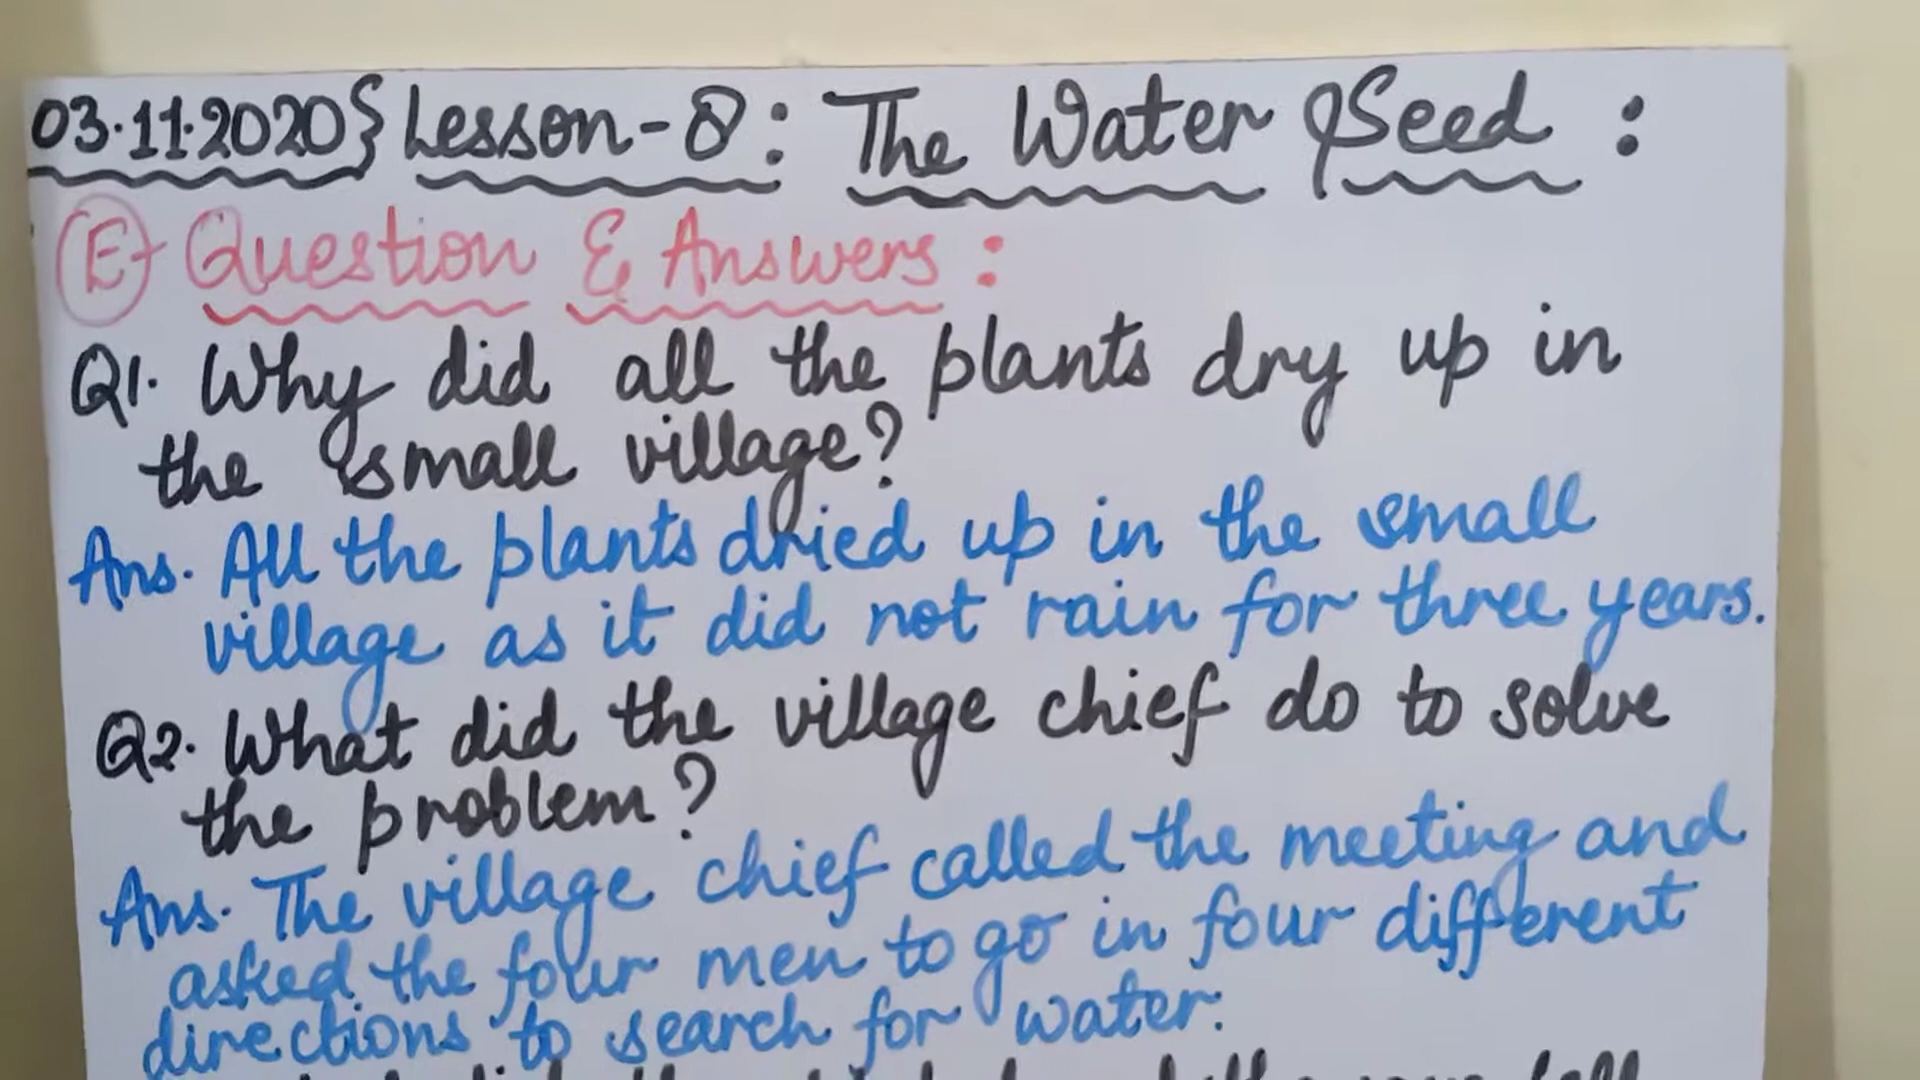 03.11.2020} Lesson-8: The Water Seed :
(E) Question & Answers :
Q1. Why did all the plants dry up in
the small village?
Ans. All the plants dried up in the small
village as it did not rain for three years.
Q2. What did the village chief do to solve
the problem?
Ans. The village chief called the meeting and
asked the four men to go in four different
directions to search for water.